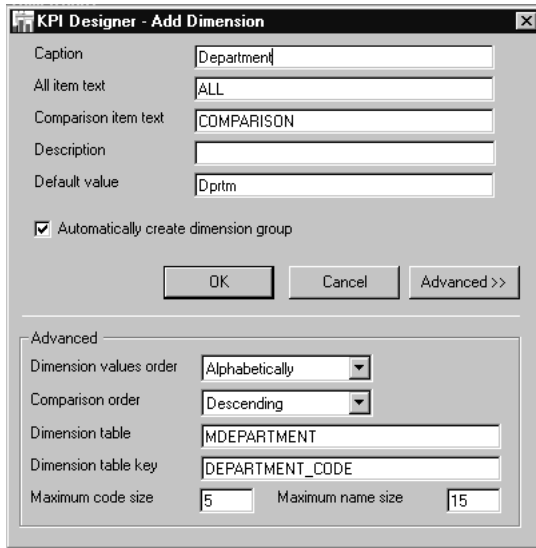 KPI Designer - Add Dimension
Caption Department
All item text ALL
Comparison item text COMPARISON
Description
Default value Dprtm
Automatically create dimension group
OK Cancel Advanced >>
Advanced
Dimension values order Alphabetically
Comparison order Descending
Dimension table MDEPARTMENT
Dimension table key DEPARTMENT_CODE
Maximum code size 5 Maximum name size 15